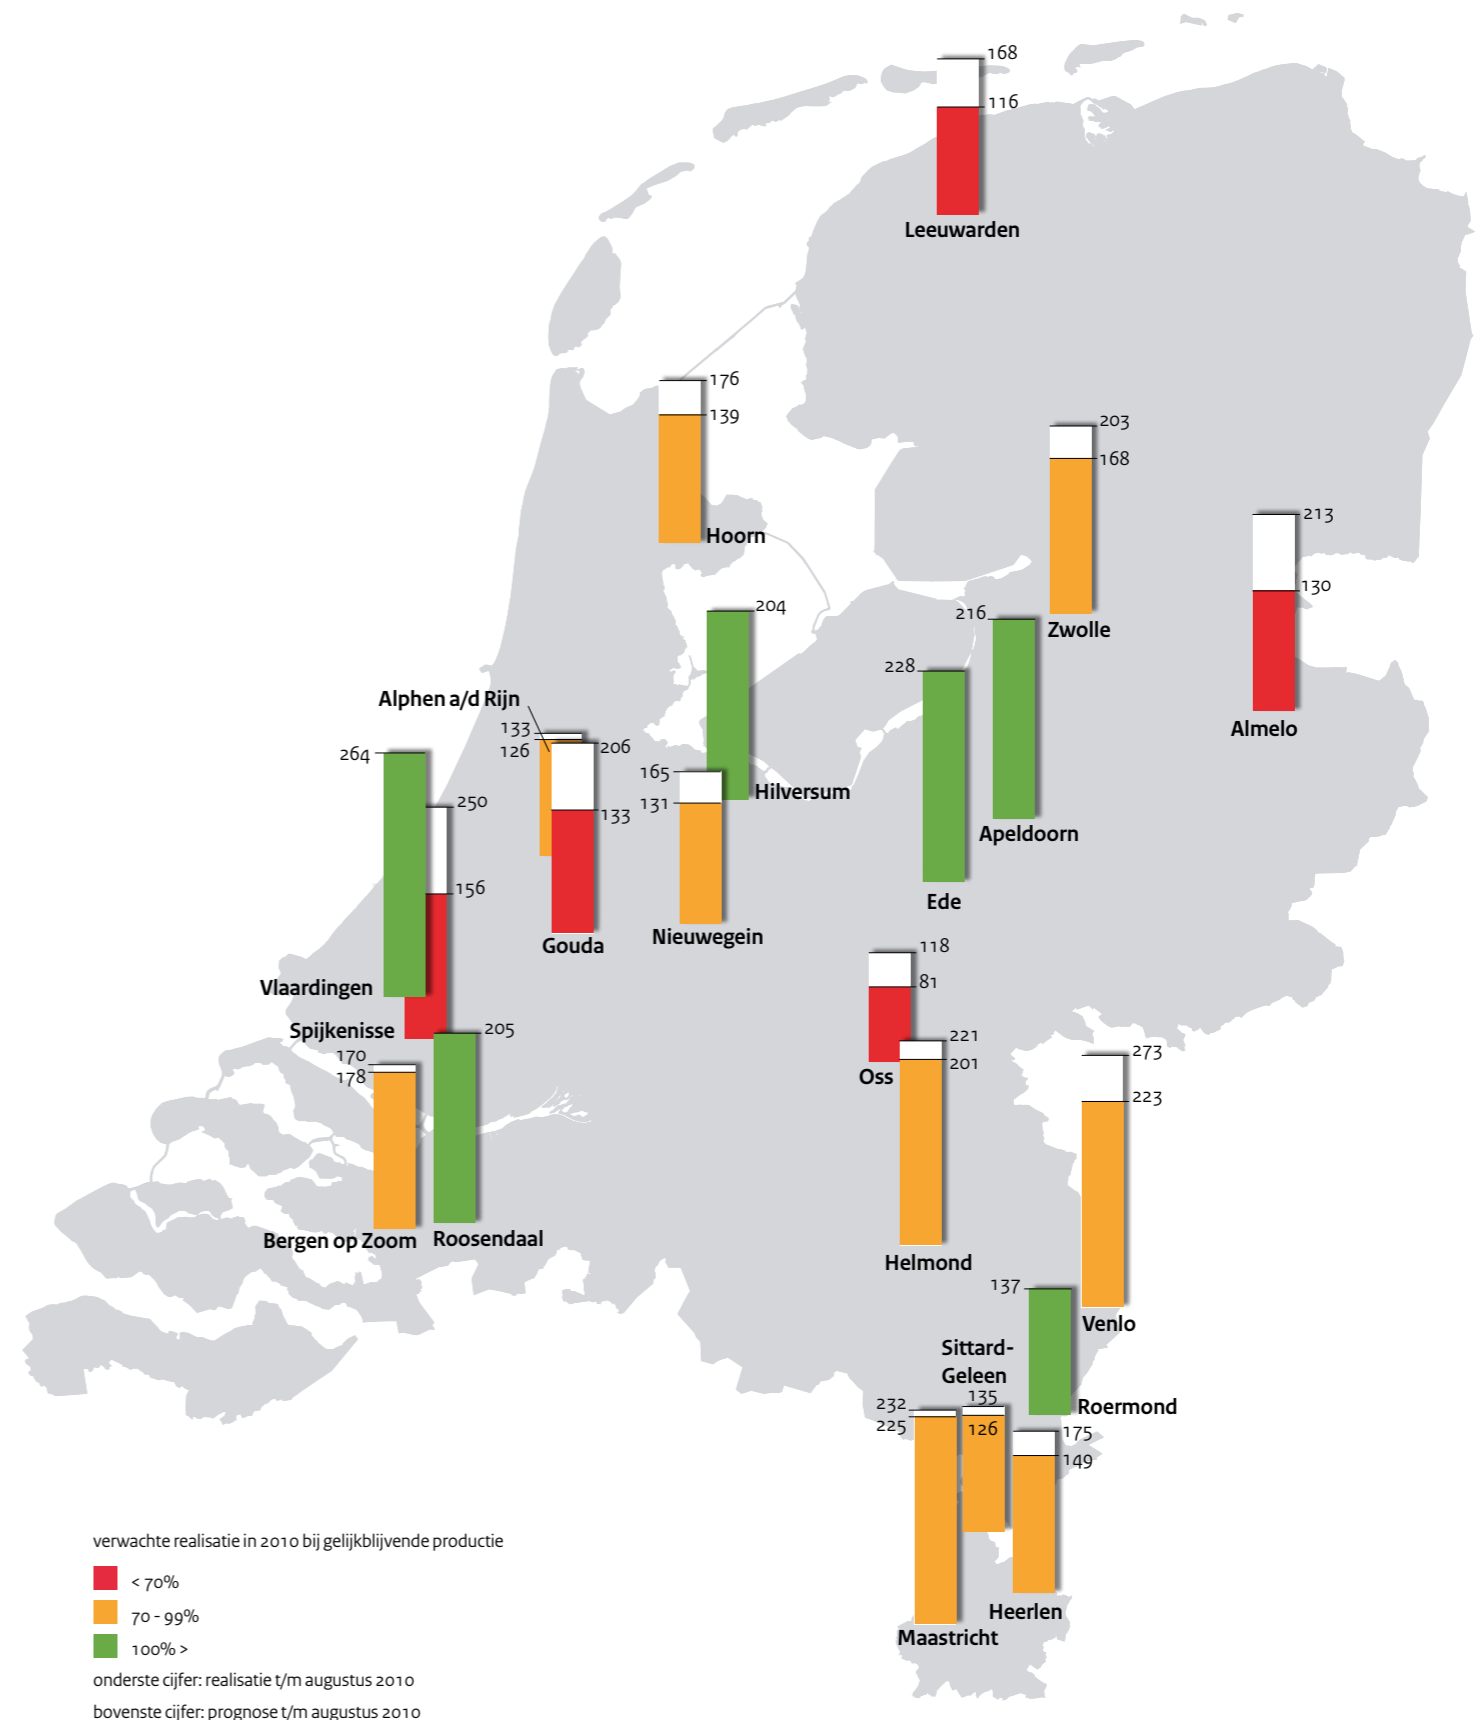 168
116
Leeuwarden
176
139
Hoorn
203
168
Zwolle
213
130
Almelo
204
Hilversum
216
Apeldoorn
228
Ede
Alphen a/d Rijn
133
126
206
133
Gouda
165
131
Nieuwegein
264
Vlaardingen
250
156
Spijkenisse
205
Roosendaal
170
178
Bergen op Zoom
118
81
Oss
221
201
Helmond
273
223
Venlo
137
Roermond
Sittard-
Geleen
135
126
232
225
Maastricht
175
149
Heerlen
verwachte realisatie in 2010 bij gelijkblijvende productie
< 70%
70 - 99%
100% >
onderste cijfer: realisatie t/m augustus 2010
bovenste cijfer: prognose t/m augustus 2010